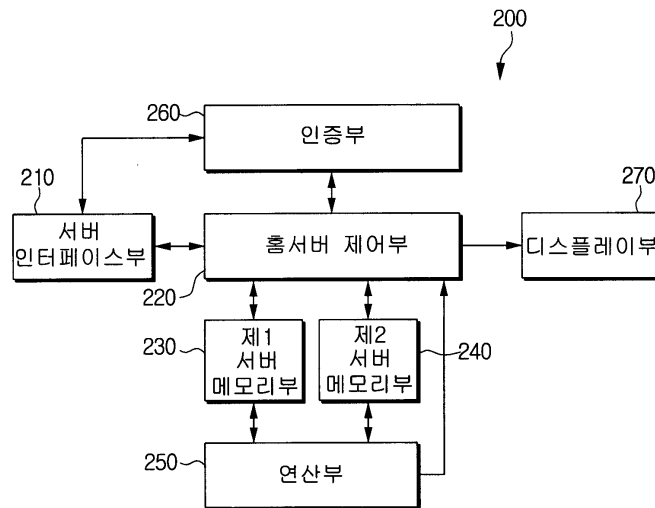 200
260
인증부
210
서버
인터페이스부
홈서버 제어부
220
270
디스플레이부
230
제1
서버
메모리부
제2
서버
메모리부
240
250
연산부